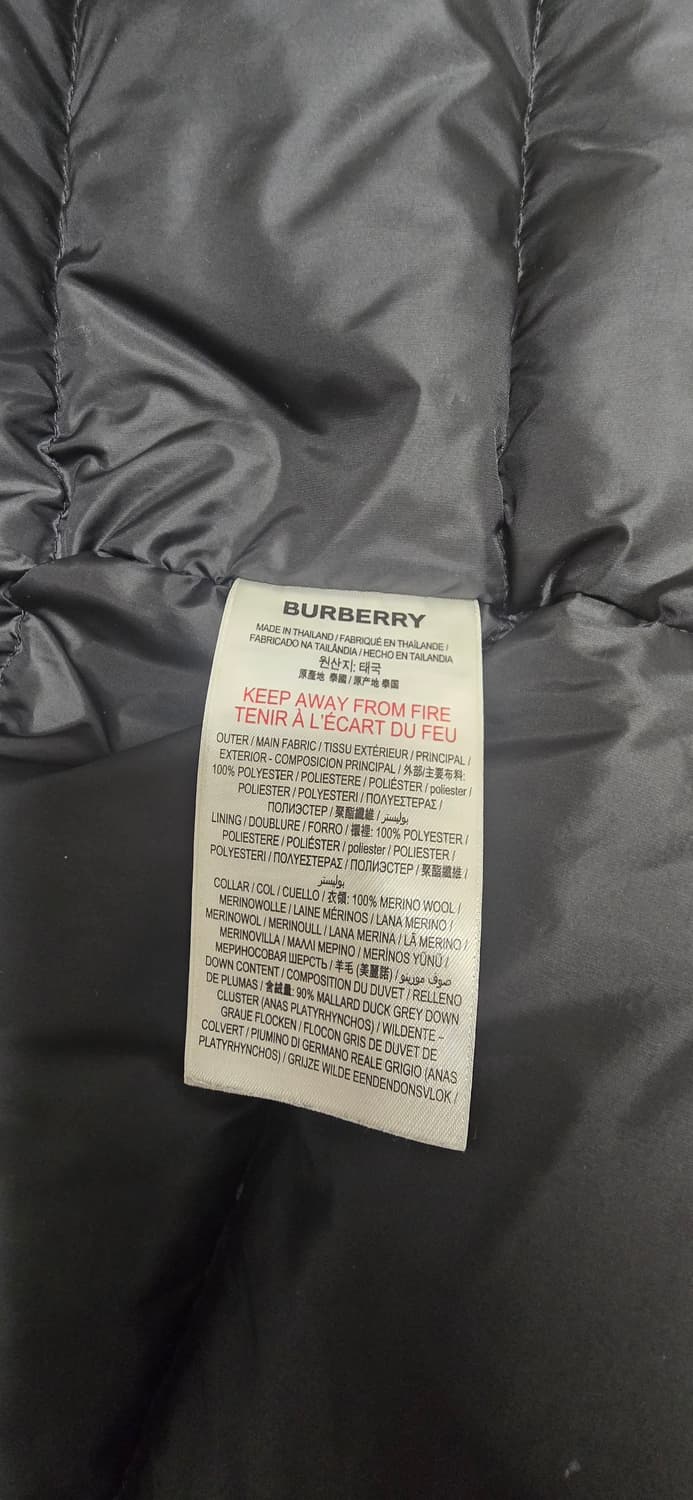 BURBERRY
MADE IN THAILAND / FABRIQUÉ EN THAÏLANDE /
FABRICADO NA TAILÂNDIA / HECHO EN TAILANDIA
원산지: 태국
原產地 泰國 / 原产地 泰国
KEEP AWAY FROM FIRE
TENIR À L'ÉCART DU FEU
OUTER / MAIN FABRIC / TISSU EXTÉRIEUR / PRINCIPAL /
EXTERIOR - COMPOSICION PRINCIPAL / 外部/主要布料:
100% POLYESTER / POLIESTERE / POLIÉSTER / poliester /
POLIESTER / POLYESTERI / ΠΟΛΥΕΣΤΕΡΑΣ /
ПОЛИЭСТЕР / 聚酯纖維 / بوليستر
LINING / DOUBLURE / FORRO / 襯裡: 100% POLYESTER /
POLIESTERE / POLIÉSTER / poliester / POLIESTER /
POLYESTERI / ΠΟΛΥΕΣΤΕΡΑΣ / ПОЛИЭСТЕР / 聚酯纖維 /
بوليستر
COLLAR / COL / CUELLO / 衣領: 100% MERINO WOOL /
MERINOWOLLE / LAINE MÉRINOS / LANA MERINO /
MERINOWOL / MERINOULL / LANA MERINA / LÃ MERINO /
MERINOVILLA / ΜΑΛΛΙ ΜΕΡΙΝΟ / MERİNOS YÜNÜ /
МЕРИНОСОВАЯ ШЕРСТЬ / 羊毛 (美麗諾) / صوف مورينو
DOWN CONTENT / COMPOSITION DU DUVET / RELLENO
DE PLUMAS / 含絨量: 90% MALLARD DUCK GREY DOWN
CLUSTER (ANAS PLATYRHYNCHOS) / WILDENTE –
GRAUE FLOCKEN / FLOCON GRIS DE DUVET DE
COLVERT / PIUMINO DI GERMANO REALE GRIGIO (ANAS
PLATYRHYNCHOS) / GRIJZE WILDE EENDENDONSVLOK /